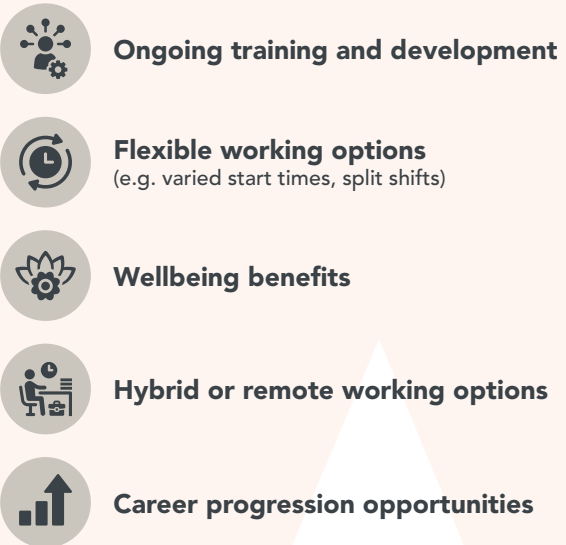 Ongoing training and development
Flexible working options
(e.g. varied start times, split shifts)
Wellbeing benefits
Hybrid or remote working options
Career progression opportunities